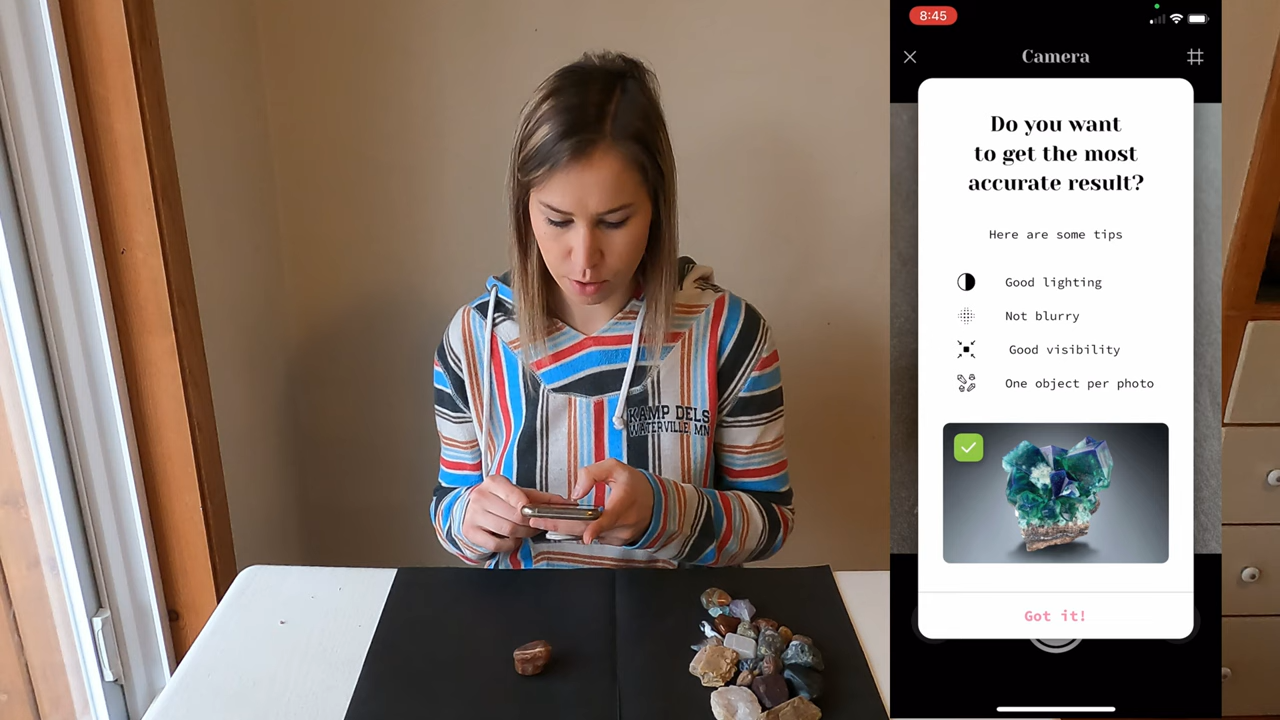 8:45
Camera
Do you want
to get the most
accurate result?
Here are some tips
Good lighting
Not blurry
Good visibility
One object per photo
Got it!
KAMP DELS
WATERVILLE, MN